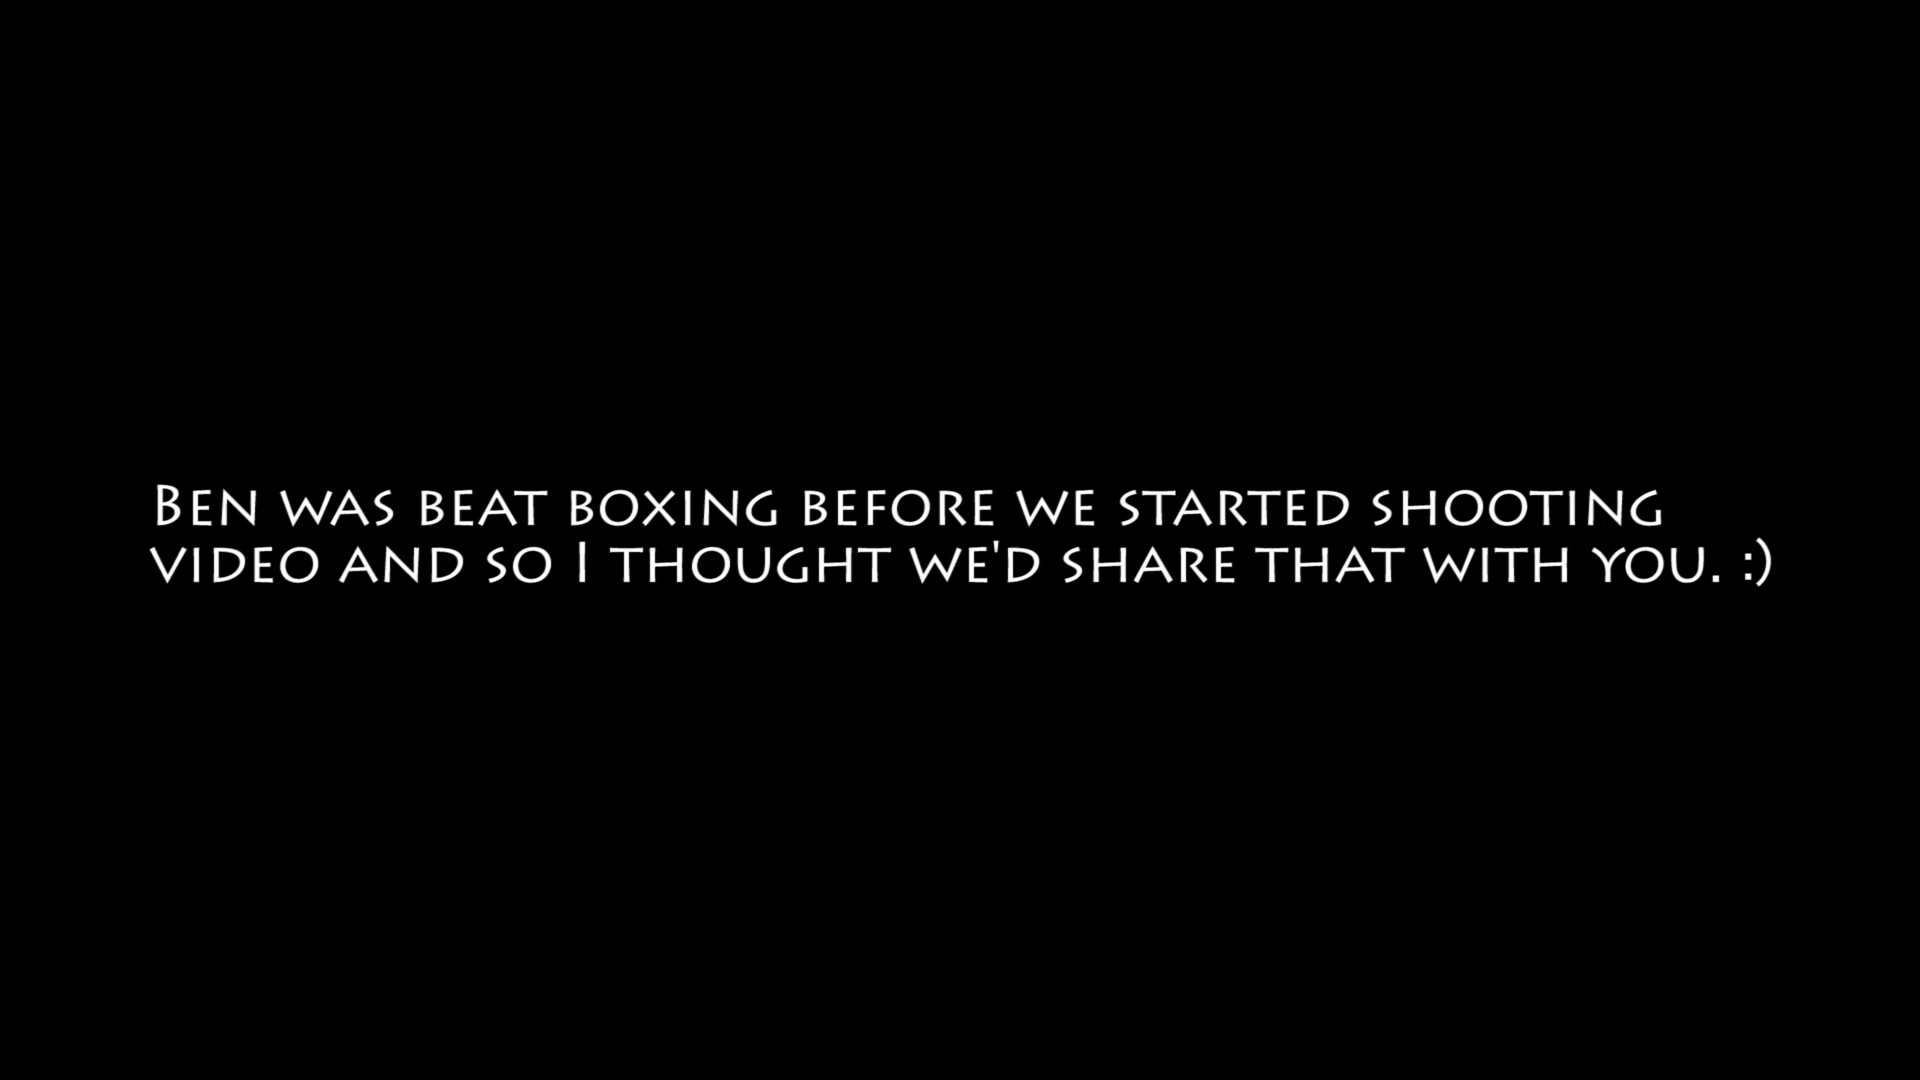 Ben was beat boxing before we started shooting
video and so I thought we'd share that with you. :)